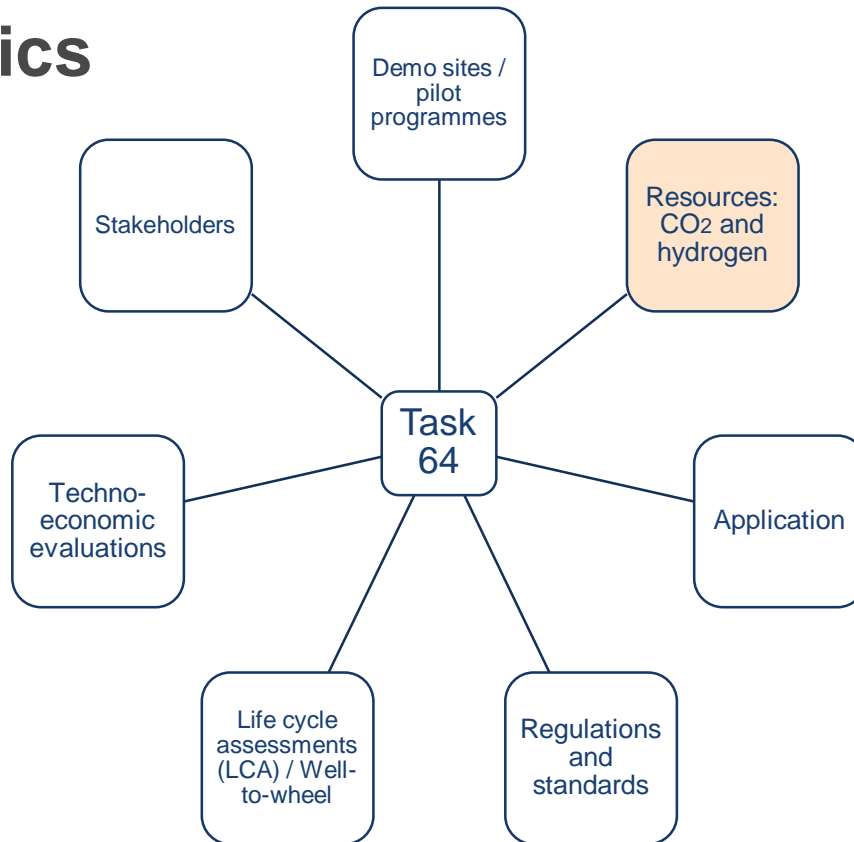 ics
Demo sites /
pilot
programmes
Resources:
CO2 and
hydrogen
Stakeholders
Task
64
Application
Techno-
economic
evaluations
Regulations
and
standards
Life cycle
assessments
(LCA) / Well-
to-wheel